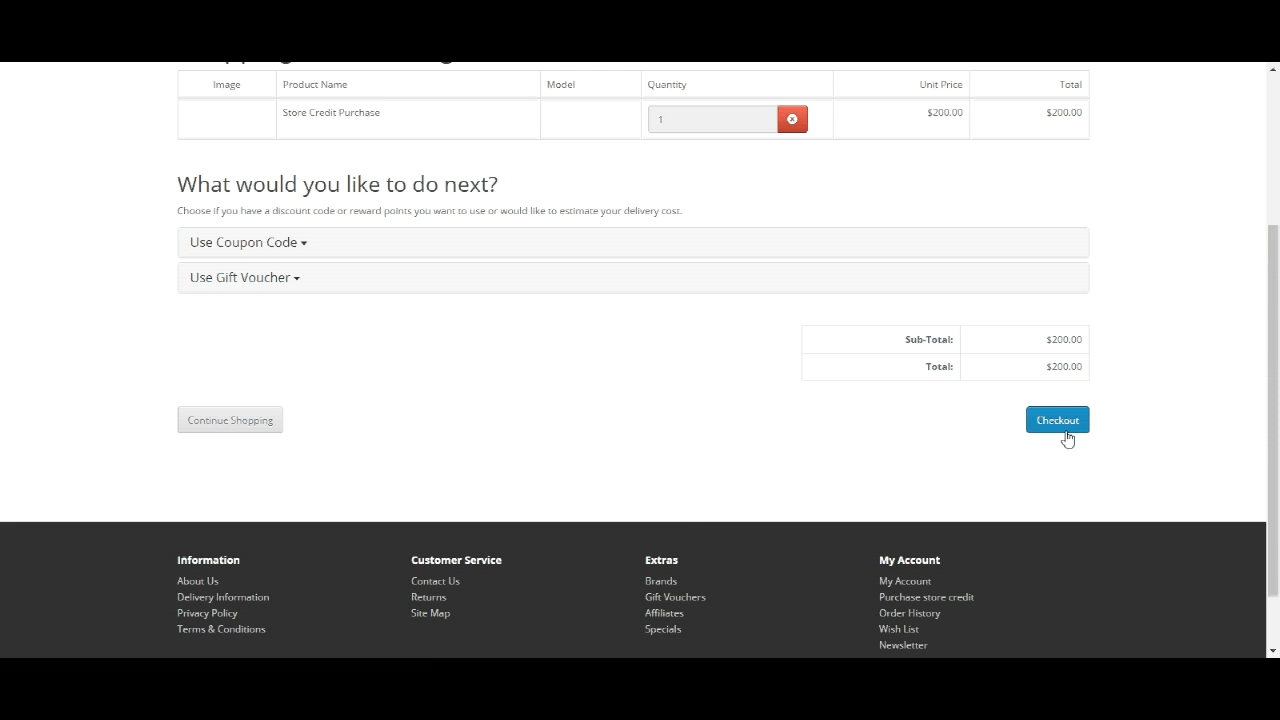 Image Product Name Model Quantity Unit Price Total
Store Credit Purchase 1 $200.00 $200.00
What would you like to do next?
Choose if you have a discount code or reward points you want to use or would like to estimate your delivery cost.
Use Coupon Code
Use Gift Voucher
Sub-Total: $200.00
Total: $200.00
Continue Shopping Checkout
Information Customer Service Extras My Account
About Us Contact Us Brands My Account
Delivery Information Returns Gift Vouchers Purchase store credit
Privacy Policy Site Map Affiliates Order History
Terms & Conditions Specials Wish List
Newsletter